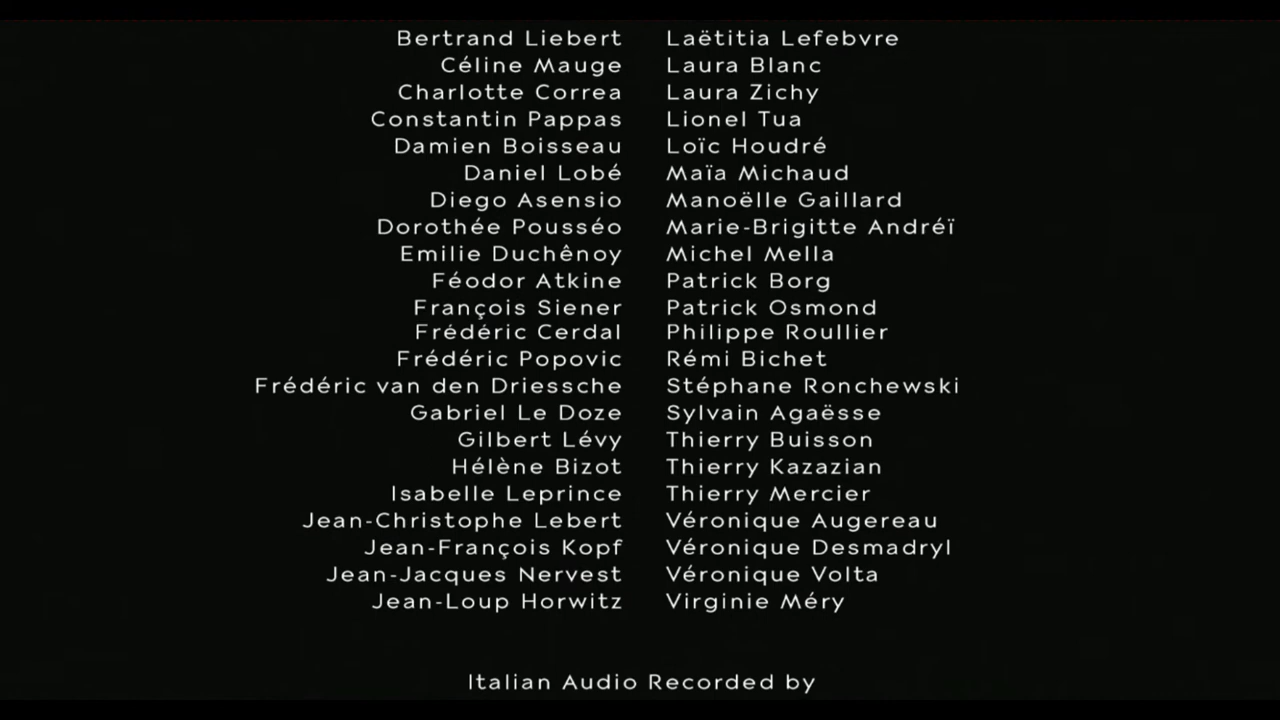 Bertrand Liebert Laëtitia Lefebvre
Céline Mauge Laura Blanc
Charlotte Correa Laura Zichy
Constantin Pappas Lionel Tua
Damien Boisseau Loïc Houdré
Daniel Lobé Maïa Michaud
Diego Asensio Manoëlle Gaillard
Dorothée Pousséo Marie-Brigitte Andréï
Emilie Duchênoy Michel Mella
Féodor Atkine Patrick Borg
François Siener Patrick Osmond
Frédéric Cerdal Philippe Roullier
Frédéric Popovic Rémi Bichet
Frédéric van den Driessche Stéphane Ronchewski
Gabriel Le Doze Sylvain Agaësse
Gilbert Lévy Thierry Buisson
Hélène Bizot Thierry Kazazian
Isabelle Leprince Thierry Mercier
Jean-Christophe Lebert Véronique Augereau
Jean-François Kopf Véronique Desmadryl
Jean-Jacques Nervest Véronique Volta
Jean-Loup Horwitz Virginie Méry
Italian Audio Recorded by